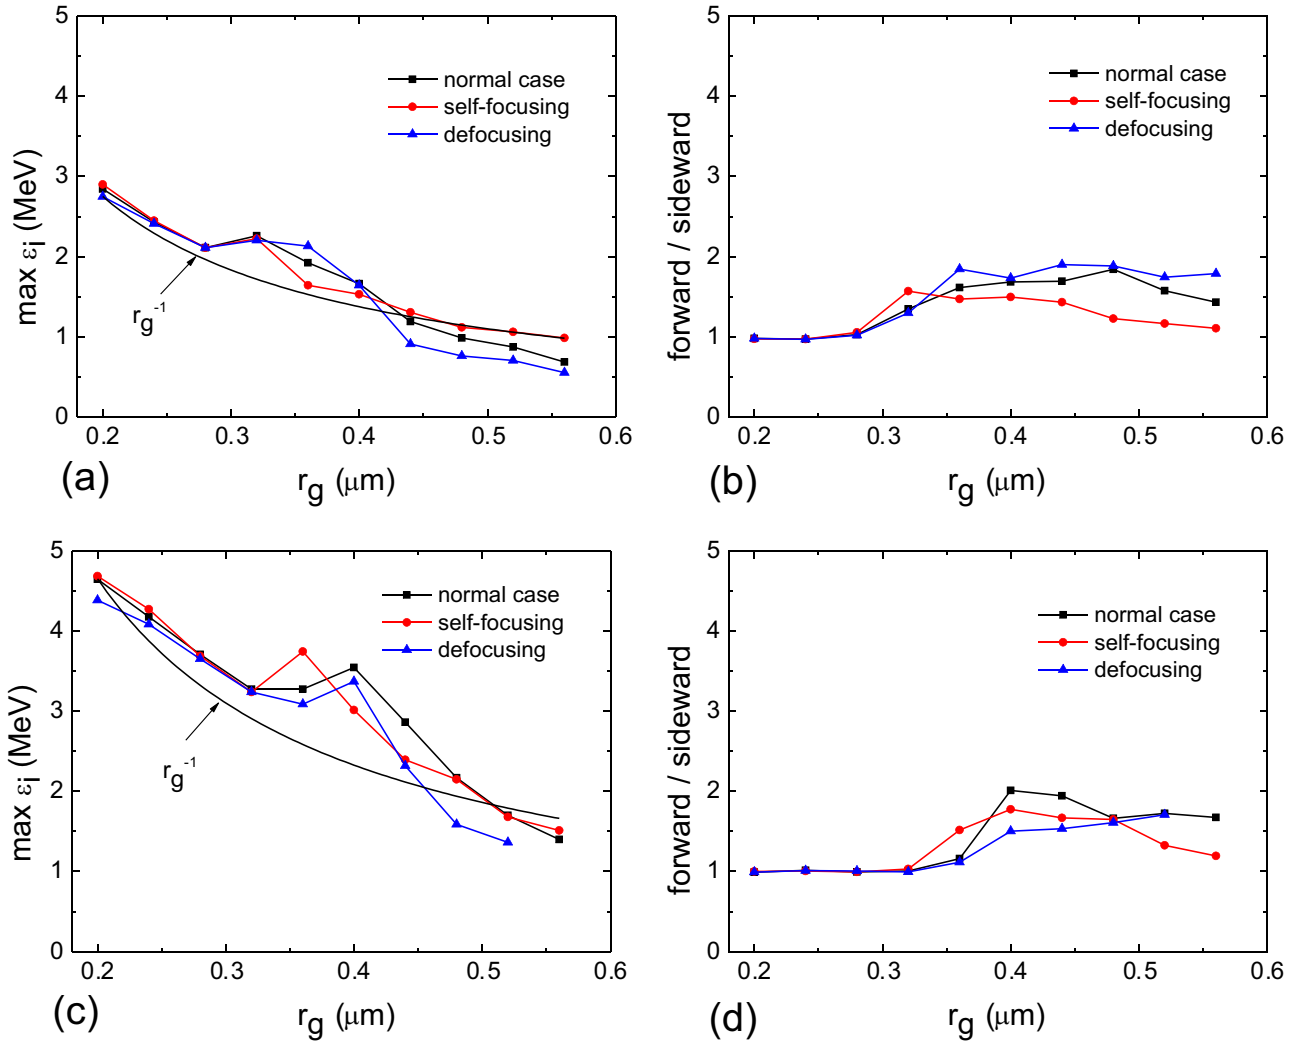 5
4
3
2
1
0
max εi (MeV)
normal case
self-focusing
defocusing
rg-1
0.2 0.3 0.4 0.5 0.6
(a) rg (μm)
5
4
3
2
1
0
forward / sideward
normal case
self-focusing
defocusing
0.2 0.3 0.4 0.5 0.6
(b) rg (μm)
5
4
3
2
1
0
max εi (MeV)
normal case
self-focusing
defocusing
rg-1
0.2 0.3 0.4 0.5 0.6
(c) rg (μm)
5
4
3
2
1
0
forward / sideward
normal case
self-focusing
defocusing
0.2 0.3 0.4 0.5 0.6
(d) rg (μm)